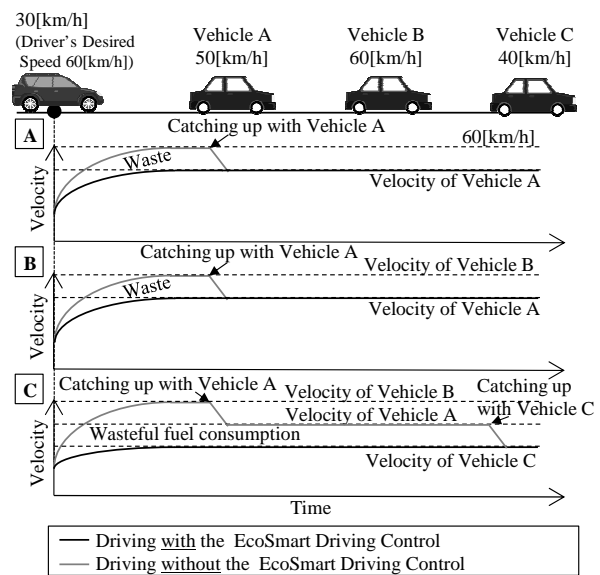 30[km/h]
(Driver's Desired
Speed 60[km/h])
Vehicle A
50[km/h]
Vehicle B
60[km/h]
Vehicle C
40[km/h]
A
Catching up with Vehicle A
60[km/h]
Waste
Velocity of Vehicle A
Velocity
B
Catching up with Vehicle A
Velocity of Vehicle B
Waste
Velocity of Vehicle A
Velocity
C
Catching up with Vehicle A
Velocity of Vehicle B
Catching up
with Vehicle C
Velocity of Vehicle A
Wasteful fuel consumption
Velocity of Vehicle C
Velocity
Time
Driving with the EcoSmart Driving Control
Driving without the EcoSmart Driving Control